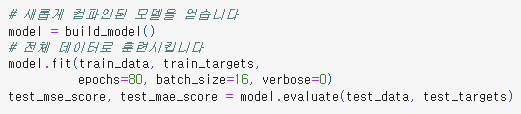 # 새롭게 컴파인된 모델을 얻습니다
model = build_model()
# 전체 데이터로 훈련시킵니다
model.fit(train_data, train_targets,
          epochs=80, batch_size=16, verbose=0)
test_mse_score, test_mae_score = model.evaluate(test_data, test_targets)